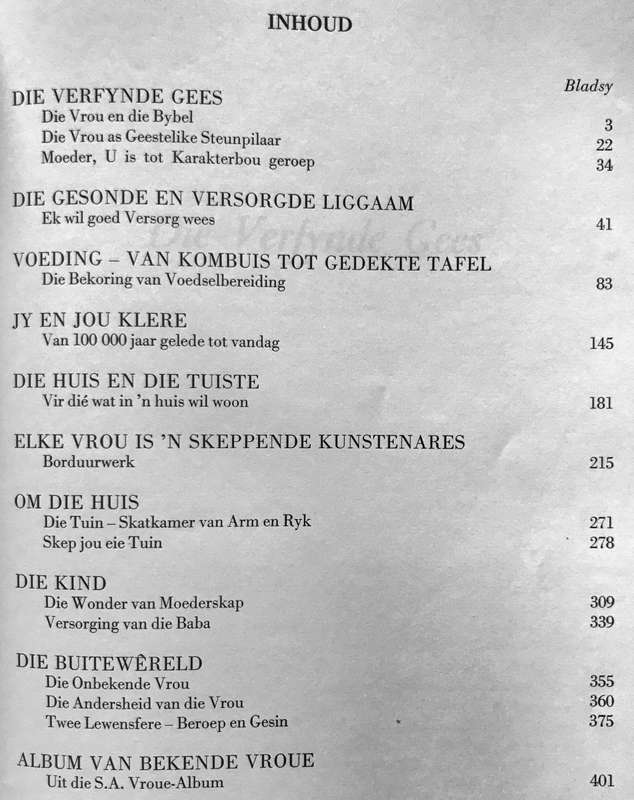 INHOUD
Bladsy
DIE VERFYNDE GEES
Die Vrou en die Bybel 3
Die Vrou as Geestelike Steunpilaar 22
Moeder, U is tot Karakterbou geroep 34
DIE GESONDE EN VERSORGDE LIGGAAM
Ek wil goed Versorg wees 41
Die Verfynde Gees
VOEDING – VAN KOMBUIS TOT GEDEKTE TAFEL
Die Bekoring van Voedselbereiding 83
JY EN JOU KLERE
Van 100 000 jaar gelede tot vandag 145
DIE HUIS EN DIE TUISTE
Vir dié wat in 'n huis wil woon 181
ELKE VROU IS 'N SKEPPENDE KUNSTENARES
Borduurwerk 215
OM DIE HUIS
Die Tuin – Skatkamer van Arm en Ryk 271
Skep jou eie Tuin 278
DIE KIND
Die Wonder van Moederskap 309
Versorging van die Baba 339
DIE BUITEWÊRELD
Die Onbekende Vrou 355
Die Andersheid van die Vrou 360
Twee Lewensfere – Beroep en Gesin 375
ALBUM VAN BEKENDE VROUE
Uit die S.A. Vroue-Album 401